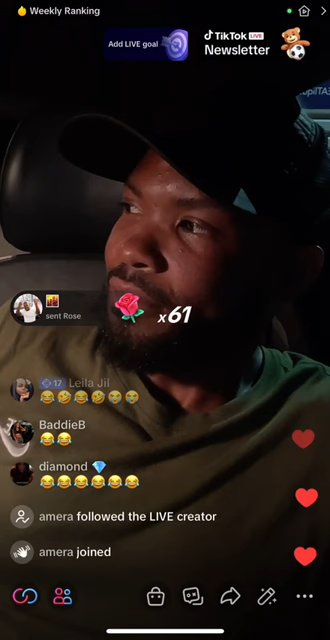 Weekly Ranking
Add LIVE goal
TikTok LIVE
Newsletter
sent Rose
x61
17 Leila Jil
😂🤣😂🤣😭😭
BaddieB
😂😂
diamond 💎
😂😂😂😂😂😂
amera followed the LIVE creator
amera joined